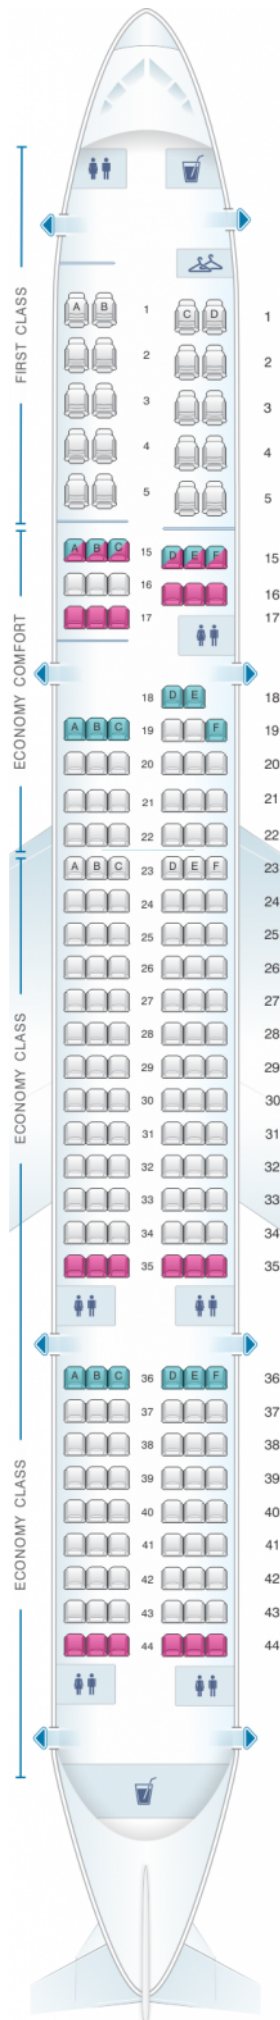 FIRST CLASS
A B 1 C D 1
2 2
3 3
4 4
5 5
ECONOMY COMFORT
A B C 15 D E F 15
16 16
17 17
18 D E 18
A B C 19 F 19
20 20
21 21
22 22
ECONOMY CLASS
A B C 23 D E F 23
24 24
25 25
26 26
27 27
28 28
29 29
30 30
31 31
32 32
33 33
34 34
35 35
ECONOMY CLASS
A B C 36 D E F 36
37 37
38 38
39 39
40 40
41 41
42 42
43 43
44 44